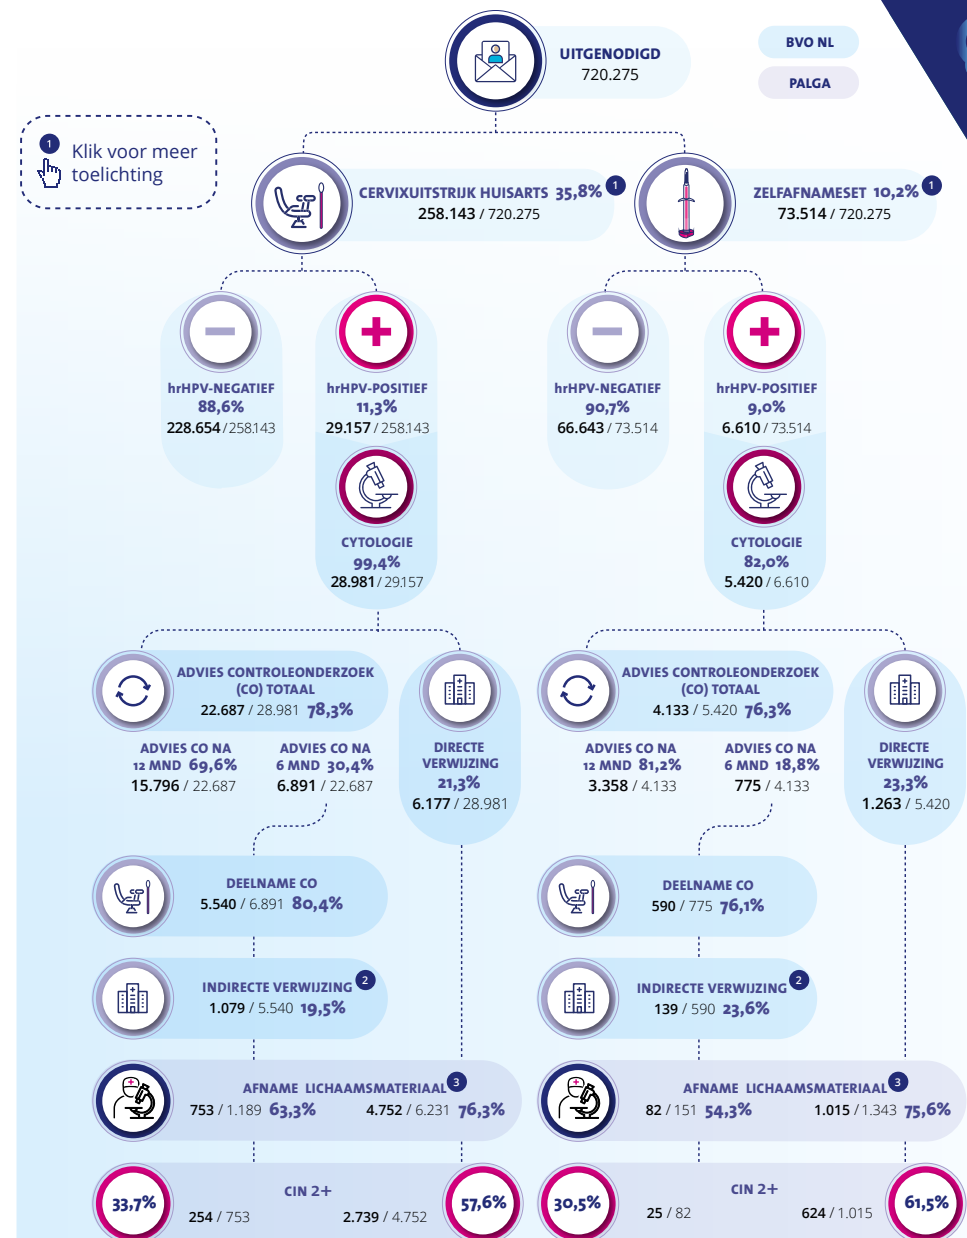 UITGENODIGD
720.275
BVO NL
PALGA
1
Klik voor meer
toelichting
CERVIXUITSTRIJK HUISARTS 35,8% 1
258.143 / 720.275
ZELFAFNAMESET 10,2% 1
73.514 / 720.275
hrHPV-NEGATIEF
88,6%
228.654 / 258.143
hrHPV-POSITIEF
11,3%
29.157 / 258.143
hrHPV-NEGATIEF
90,7%
66.643 / 73.514
hrHPV-POSITIEF
9,0%
6.610 / 73.514
CYTOLOGIE
99,4%
28.981 / 29.157
CYTOLOGIE
82,0%
5.420 / 6.610
ADVIES CONTROLEONDERZOEK
(CO) TOTAAL
22.687 / 28.981 78,3%
ADVIES CO NA
12 MND 69,6%
15.796 / 22.687
ADVIES CO NA
6 MND 30,4%
6.891 / 22.687
DIRECTE
VERWIJZING
21,3%
6.177 / 28.981
ADVIES CONTROLEONDERZOEK
(CO) TOTAAL
4.133 / 5.420 76,3%
ADVIES CO NA
12 MND 81,2%
3.358 / 4.133
ADVIES CO NA
6 MND 18,8%
775 / 4.133
DIRECTE
VERWIJZING
23,3%
1.263 / 5.420
DEELNAME CO
5.540 / 6.891 80,4%
DEELNAME CO
590 / 775 76,1%
INDIRECTE VERWIJZING 2
1.079 / 5.540 19,5%
INDIRECTE VERWIJZING 2
139 / 590 23,6%
AFNAME LICHAAMSMATERIAAL 3
753 / 1.189 63,3% 4.752 / 6.231 76,3%
AFNAME LICHAAMSMATERIAAL 3
82 / 151 54,3% 1.015 / 1.343 75,6%
33,7%
CIN 2+
254 / 753 2.739 / 4.752
57,6%
30,5%
CIN 2+
25 / 82 624 / 1.015
61,5%